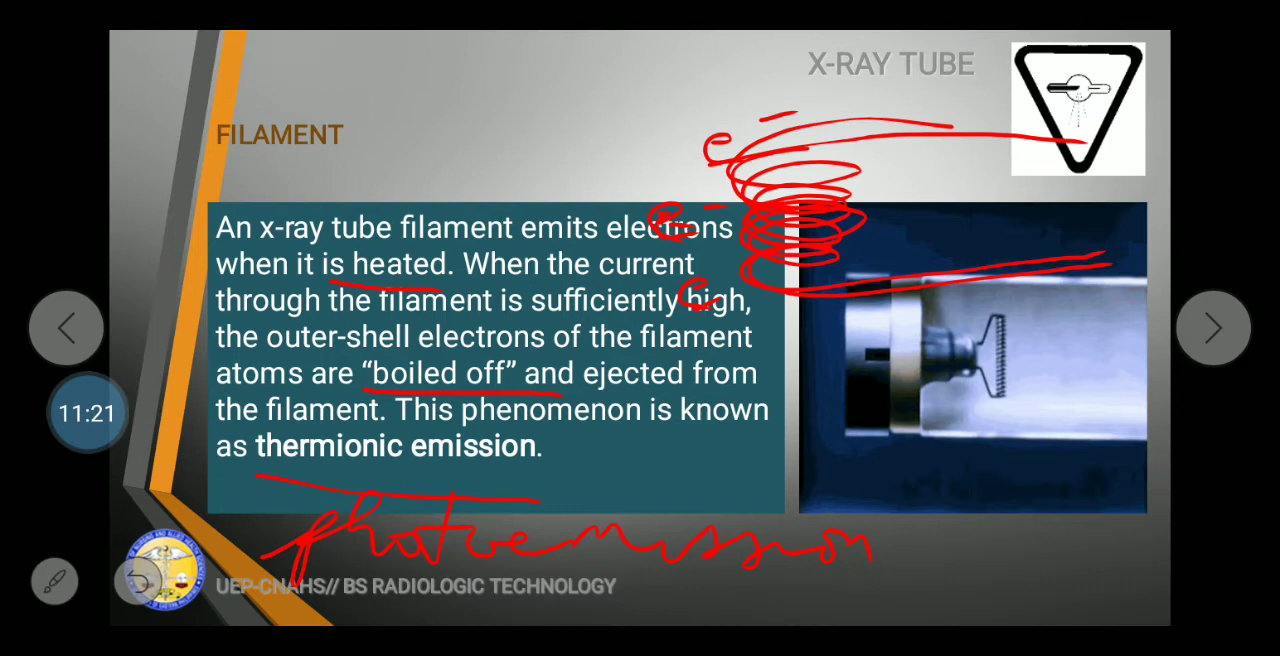 X-RAY TUBE
FILAMENT
e
An x-ray tube filament emits electrons
e
when it is heated. When the current
through the filament is sufficiently high,
e
the outer-shell electrons of the filament
atoms are “boiled off” and ejected from
11:21
the filament. This phenomenon is known
as thermionic emission.
photoemission
UEP-CNAHS// BS RADIOLOGIC TECHNOLOGY